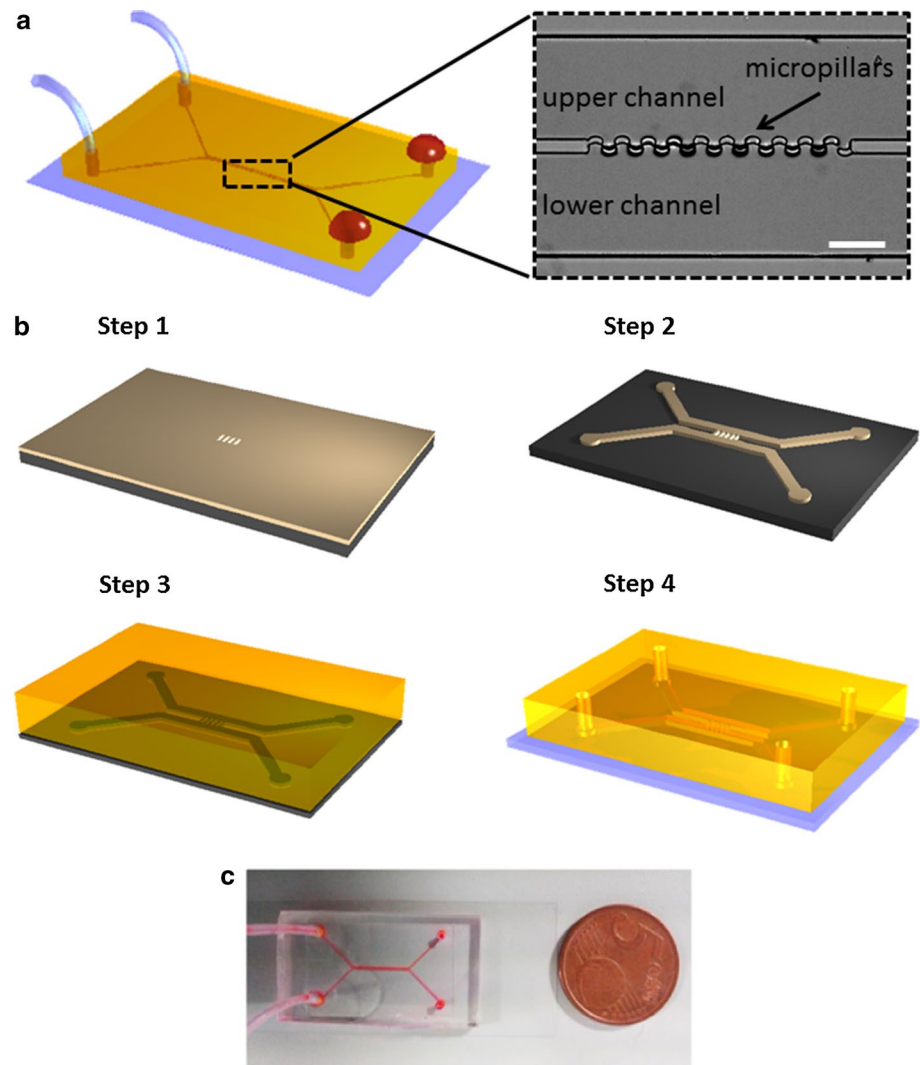 a
micropillars
upper channel
lower channel
b
Step 1
Step 2
Step 3
Step 4
c